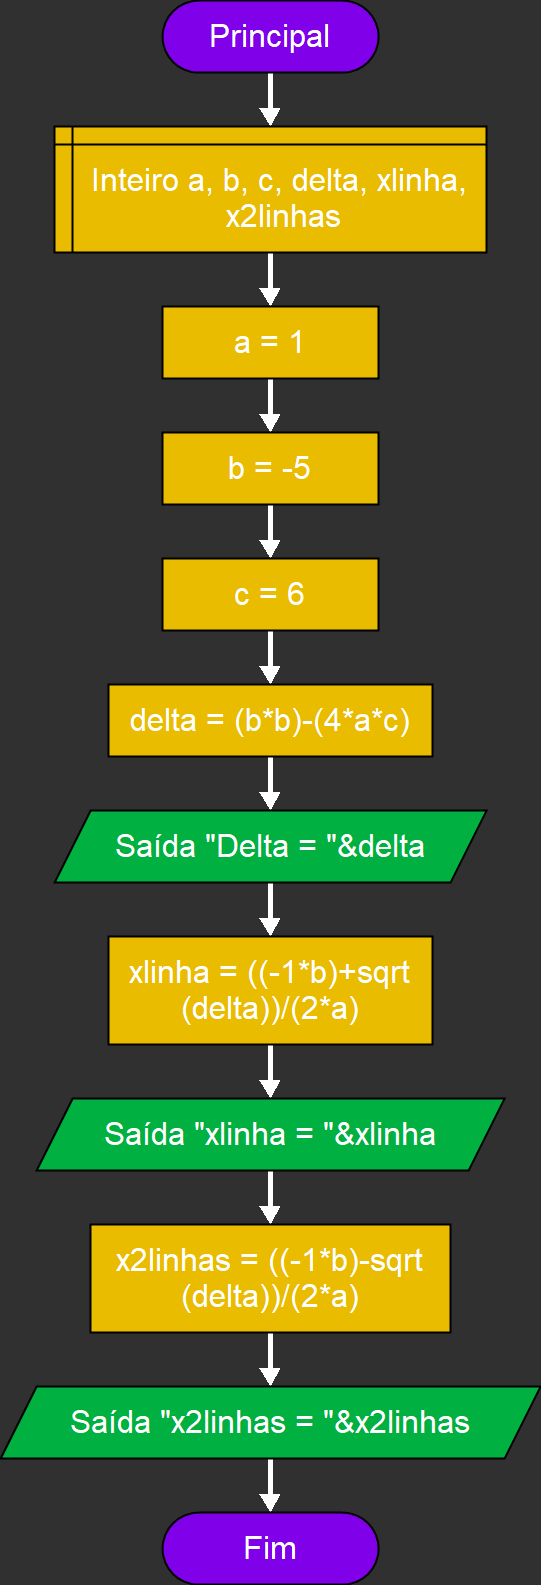 Principal
Inteiro a, b, c, delta, xlinha,
x2linhas
a = 1
b = -5
c = 6
delta = (b*b)-(4*a*c)
Saída "Delta = "&delta
xlinha = ((-1*b)+sqrt
(delta))/(2*a)
Saída "xlinha = "&xlinha
x2linhas = ((-1*b)-sqrt
(delta))/(2*a)
Saída "x2linhas = "&x2linhas
Fim